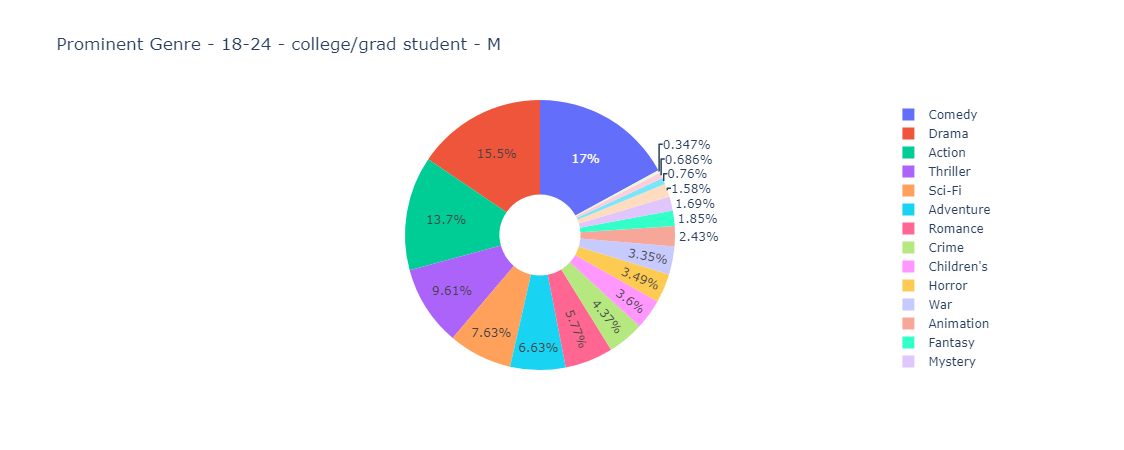 Prominent Genre - 18-24 - college/grad student - M
17%
15.5%
13.7%
9.61%
7.63%
6.63%
5.77%
4.37%
3.6%
3.49%
3.35%
2.43%
1.85%
1.69%
1.58%
0.76%
0.686%
0.347%
Comedy
Drama
Action
Thriller
Sci-Fi
Adventure
Romance
Crime
Children's
Horror
War
Animation
Fantasy
Mystery